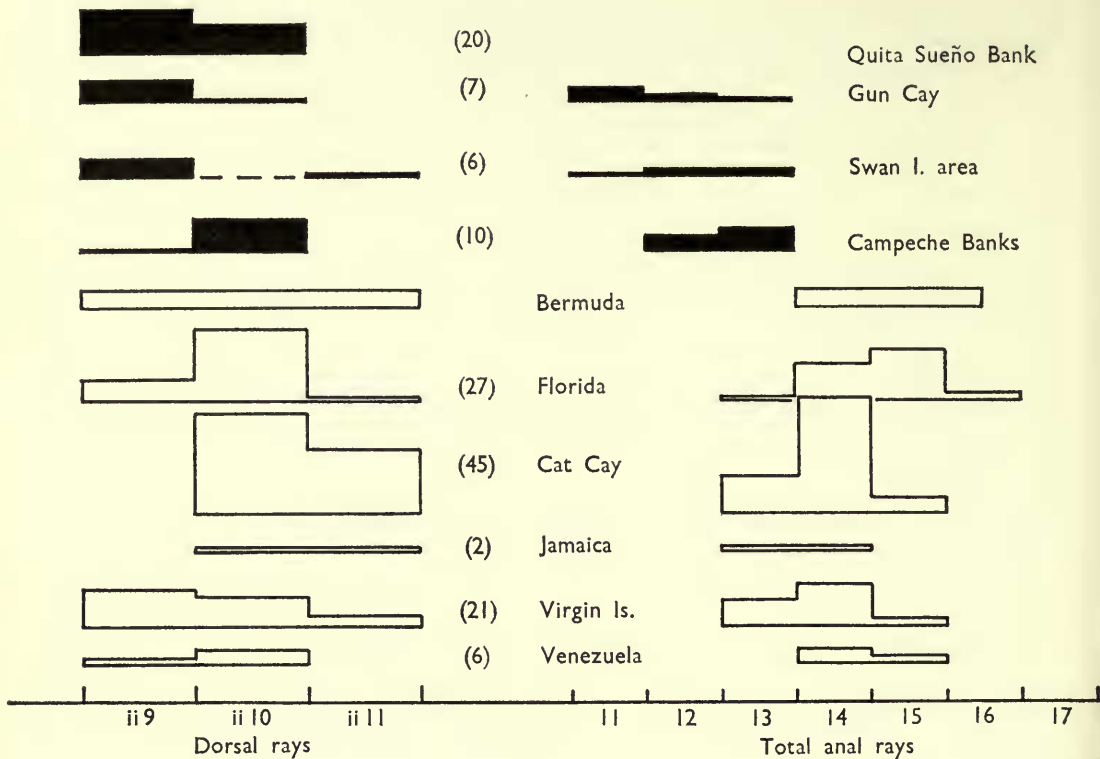 (20) Quita Sueño Bank
(7) Gun Cay
(6) Swan I. area
(10) Campeche Banks
Bermuda
(27) Florida
(45) Cat Cay
(2) Jamaica
(21) Virgin Is.
(6) Venezuela
ii 9 ii 10 ii 11 11 12 13 14 15 16 17
Dorsal rays Total anal rays